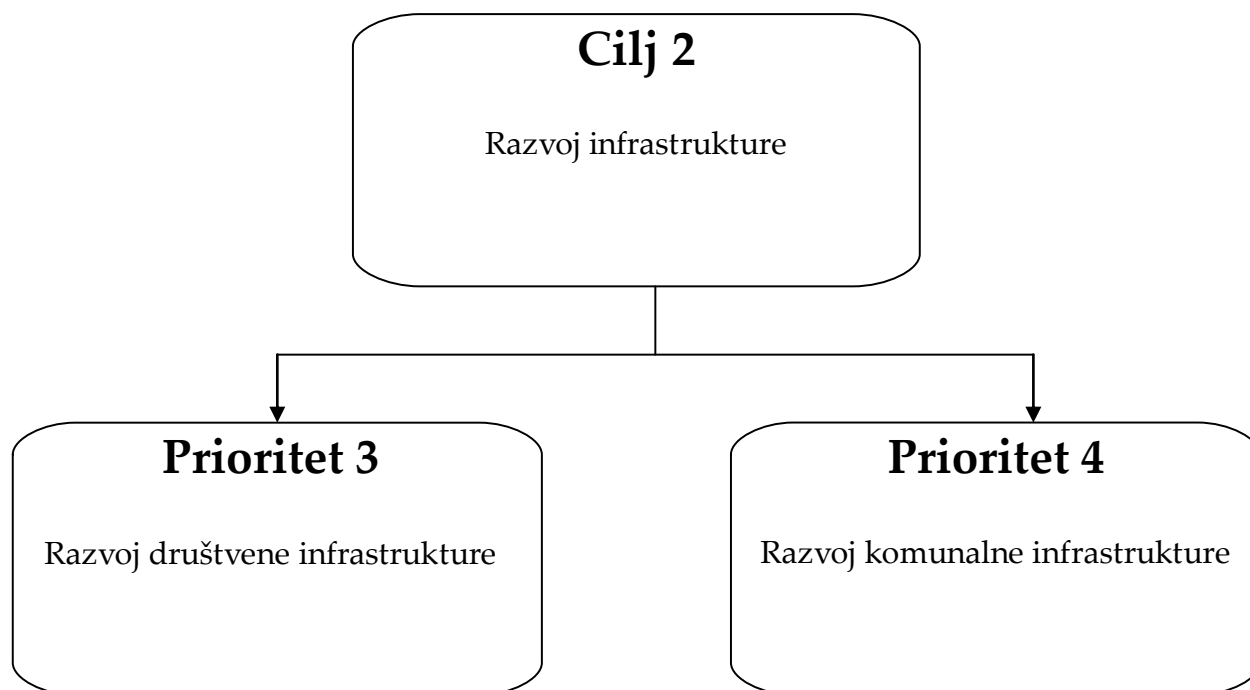 Cilj 2
Razvoj infrastrukture
Prioritet 3
Razvoj društvene infrastrukture
Prioritet 4
Razvoj komunalne infrastrukture